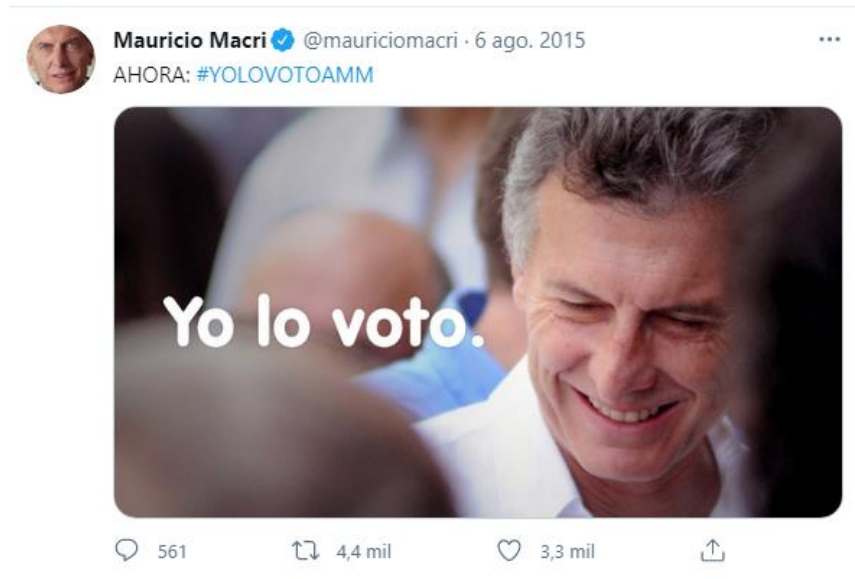 Mauricio Macri @mauriciomacri · 6 ago. 2015
AHORA: #YOLOVOTOAMM
Yo lo voto.
561 4,4 mil 3,3 mil